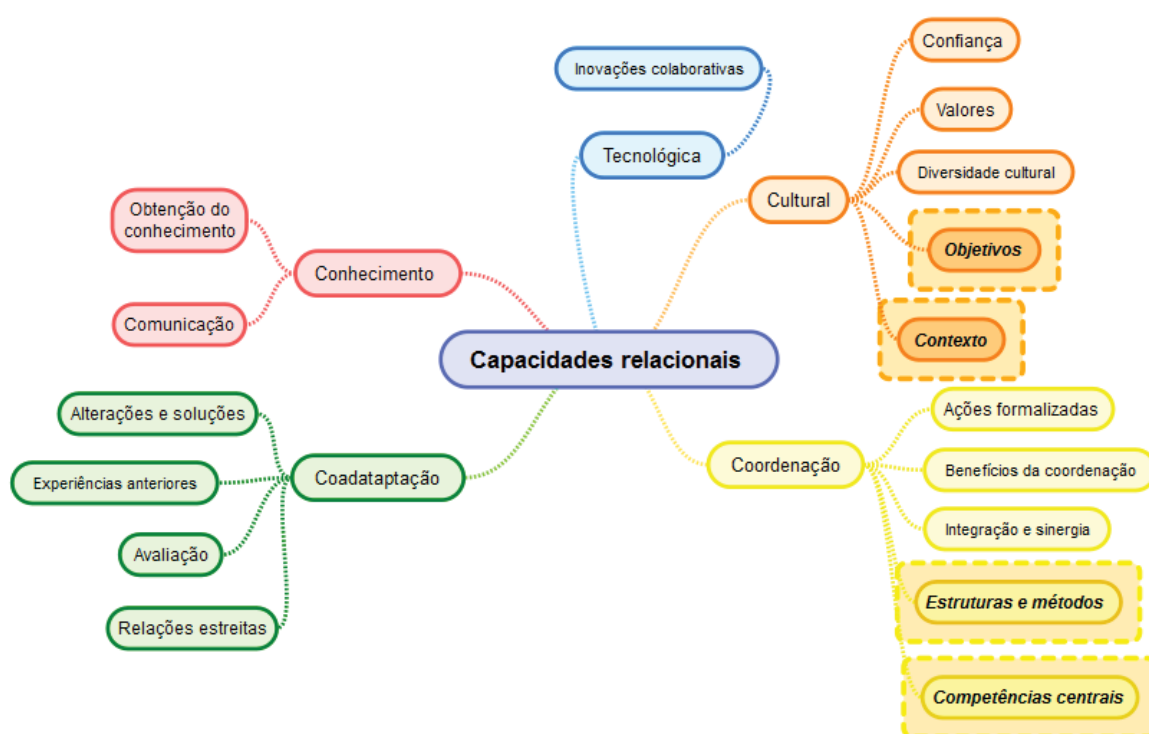 Confiança
Inovações colaborativas
Valores
Tecnológica
Diversidade cultural
Cultural
Obtenção do
conhecimento
Objetivos
Conhecimento
Comunicação
Contexto
Capacidades relacionais
Alterações e soluções
Ações formalizadas
Coordenação
Benefícios da coordenação
Coadataptação
Experiências anteriores
Integração e sinergia
Avaliação
Estruturas e métodos
Relações estreitas
Competências centrais